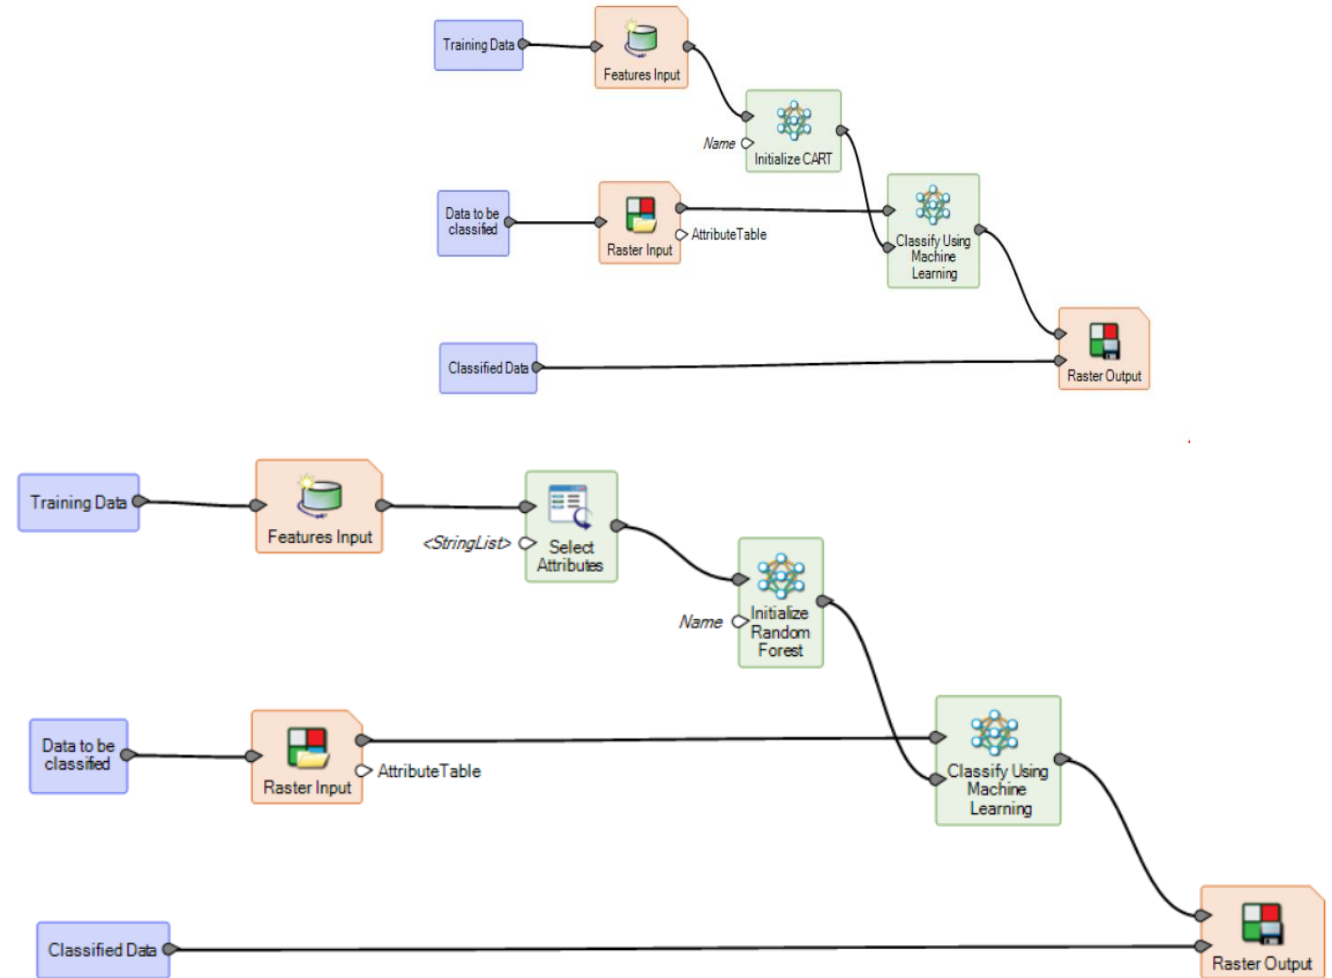 Training Data
Features Input
Name
Initialize CART
Data to be
classified
Raster Input
AttributeTable
Classify Using
Machine
Learning
Classified Data
Raster Output
Training Data
Features Input
<StringList>
Select
Attributes
Name
Initialize
Random
Forest
Data to be
classified
Raster Input
AttributeTable
Classify Using
Machine
Learning
Classified Data
Raster Output